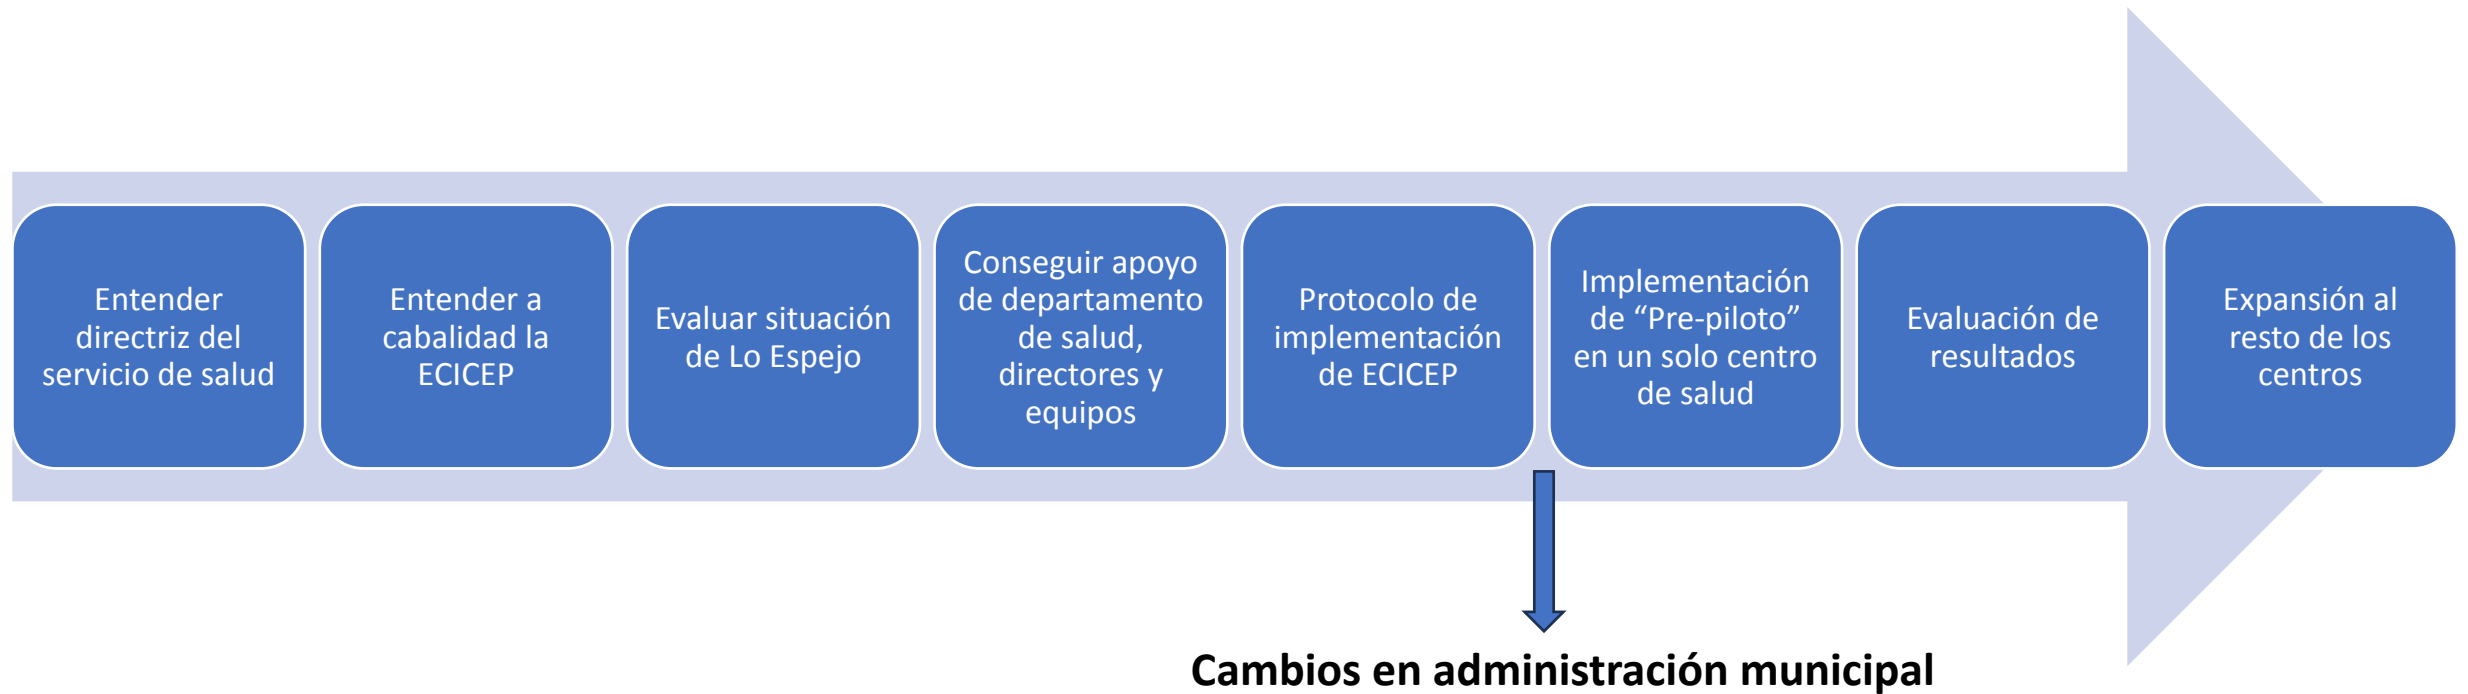 Entender
directriz del
servicio de salud
Entender a
cabalidad la
ECICEP
Evaluar situación
de Lo Espejo
Conseguir apoyo
de departamento
de salud,
directores y
equipos
Protocolo de
implementación
de ECICEP
Implementación
de “Pre-piloto”
en un solo centro
de salud
Evaluación de
resultados
Expansión al
resto de los
centros
Cambios en administración municipal